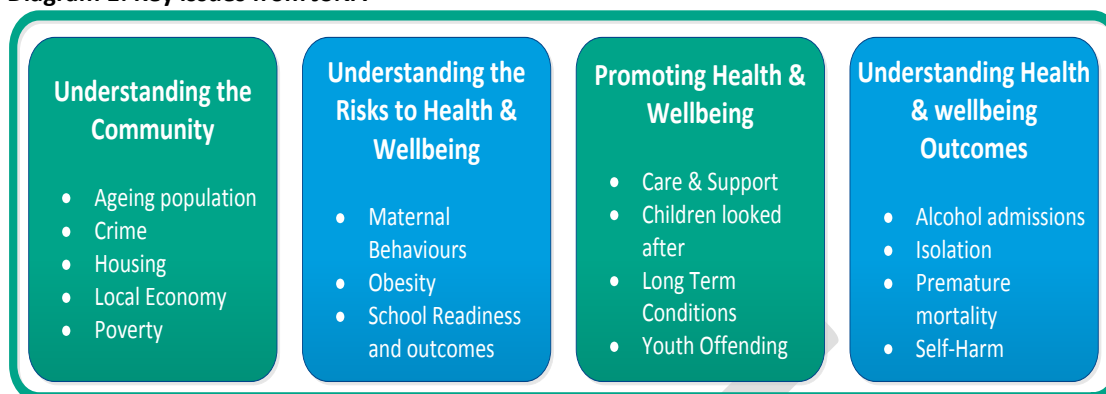 Understanding the
Community
• Ageing population
• Crime
• Housing
• Local Economy
• Poverty
Understanding the
Risks to Health &
Wellbeing
• Maternal
Behaviours
• Obesity
• School Readiness
and outcomes
Promoting Health &
Wellbeing
• Care & Support
• Children looked
after
• Long Term
Conditions
• Youth Offending
Understanding Health
& wellbeing
Outcomes
• Alcohol admissions
• Isolation
• Premature
mortality
• Self-Harm